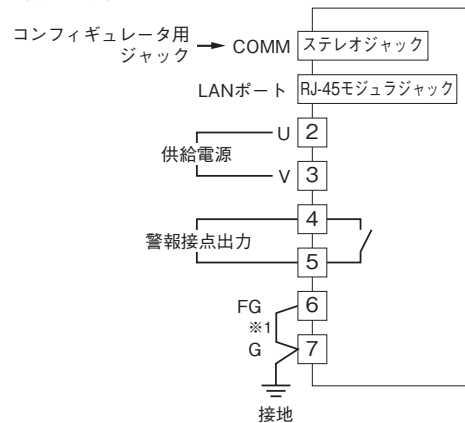 コンフィギュレータ用
ジャック
COMM ステレオジャック
LANポート RJ-45モジュラジャック
U 2
供給電源
V 3
4
警報接点出力
5
FG 6
※1
G 7
接地